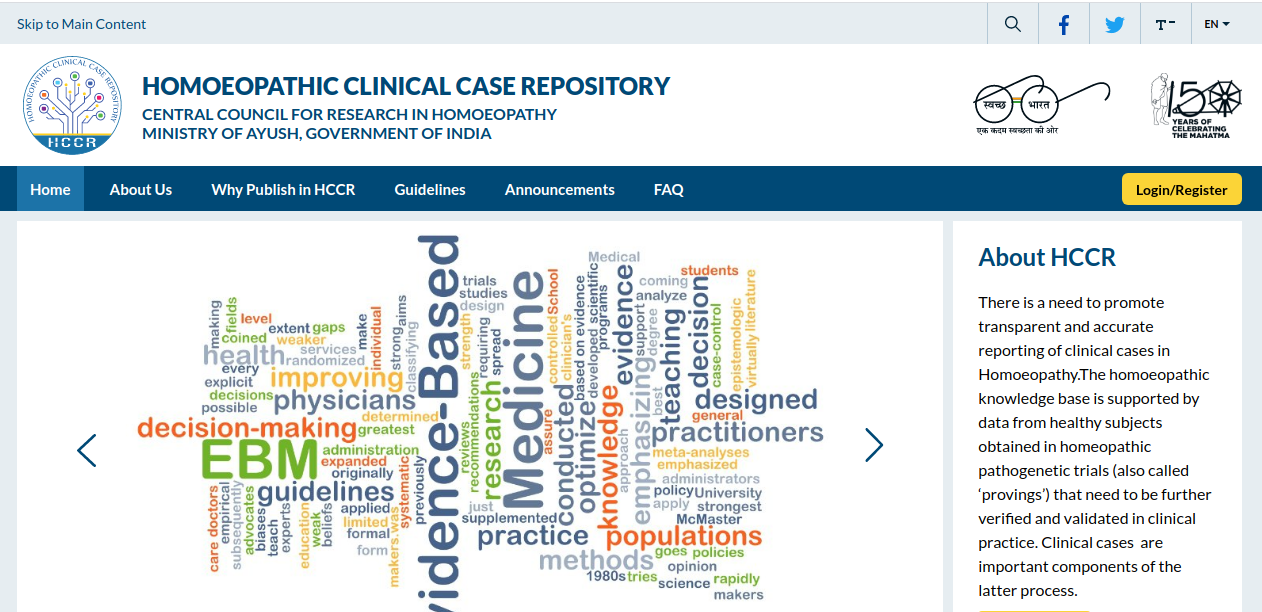 Skip to Main Content
T-
EN
HOMOEOPATHIC CLINICAL CASE REPOSITORY
HCCR
HOMOEOPATHIC CLINICAL CASE REPOSITORY
CENTRAL COUNCIL FOR RESEARCH IN HOMOEOPATHY
MINISTRY OF AYUSH, GOVERNMENT OF INDIA
स्वच्छ भारत
एक कदम स्वच्छता की ओर
150
YEARS OF
CELEBRATING
THE MAHATMA
Home
About Us
Why Publish in HCCR
Guidelines
Announcements
FAQ
Login/Register
making
fields
level
coined
extent
gaps
weaker
make
individual
aims
strong
classifying
health
services
randomized
every
explicit
improving
decisions
physicians
possible
determined
decision-making
greatest
EBM
administration
expanded
originally
guidelines
systematic
previously
care doctors
empirical
subsequently
advocates
biases
teach
experts
education
weak
beliefs
applied
limited
formal
form
makers.was
vidence-Based
trials
studies
design
strength
requiring
spread
reviews
recommendations
research
Medicine
just
supplemented
practice
School
controlled
clinician's
assure
conducted
based on evidence
developed scientific
programs
optimize
Medical
evidence
knowledge
approach
support
emphasizing
degree
best
coming
analyze
teaching
students
decision
case-control
epistemologic
virtually literature
designed
general
practitioners
meta-analyses
emphasized
administrators
policy
University
apply
strongest
McMaster
populations
methods
goes
policies
opinion
1980s
tries
science
rapidly
makers
About HCCR
There is a need to promote
transparent and accurate
reporting of clinical cases in
Homoeopathy.The homoeopathic
knowledge base is supported by
data from healthy subjects
obtained in homeopathic
pathogenetic trials (also called
‘provings’) that need to be further
verified and validated in clinical
practice. Clinical cases are
important components of the
latter process.